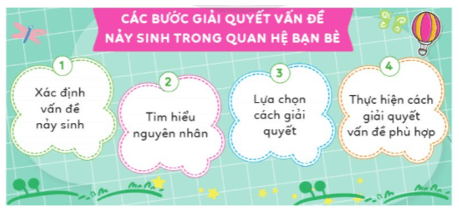 CÁC BƯỚC GIẢI QUYẾT VẤN ĐỀ
NẢY SINH TRONG QUAN HỆ BẠN BÈ
1
Xác định
vấn đề
nảy sinh
2
Tìm hiểu
nguyên nhân
3
Lựa chọn
cách giải
quyết
4
Thực hiện cách
giải quyết
vấn đề phù hợp